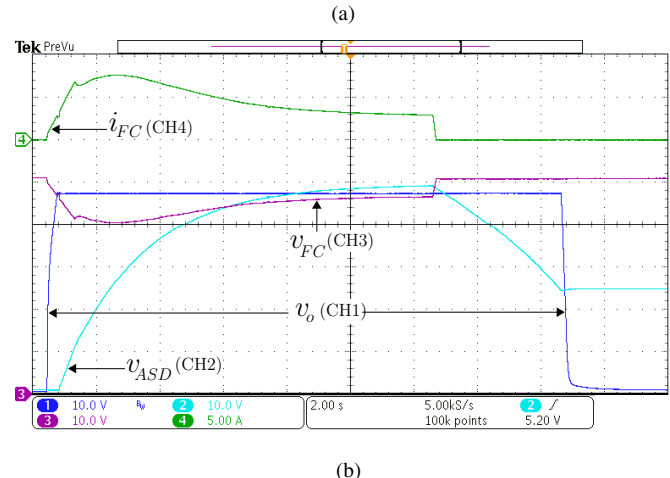 (a)
Tek PreVu
T
4
i_FC (CH4)
v_FC (CH3)
v_o (CH1)
v_ASD (CH2)
3
1 10.0 V BW 2 10.0 V 2.00 s 5.00kS/s 2 ∫
3 10.0 V 4 5.00 A 100k points 5.20 V
(b)